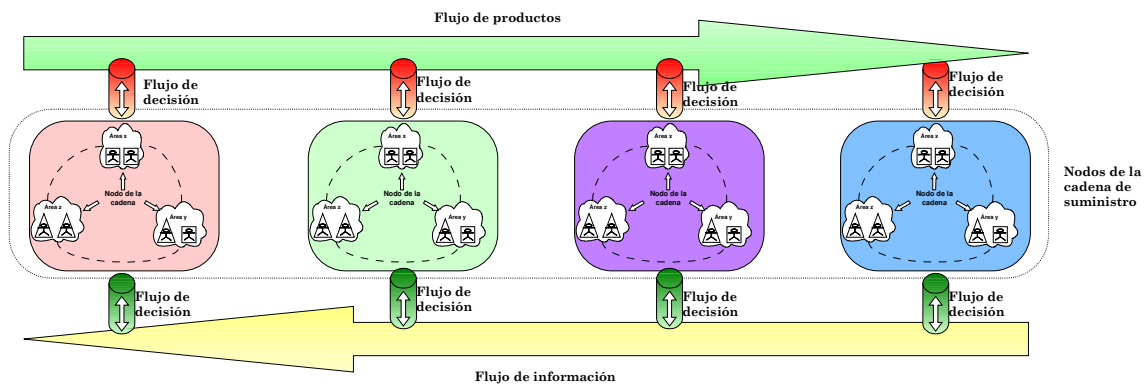 Flujo de productos
Flujo de
decisión
Flujo de
decisión
Flujo de
decisión
Flujo de
decisión
Área x
Nodo de la
cadena
Área z
Área y
Área x
Nodo de la
cadena
Área z
Área y
Área x
Nodo de la
cadena
Área z
Área y
Área x
Nodo de la
cadena
Área z
Área y
Nodos de la
cadena de
suministro
Flujo de
decisión
Flujo de
decisión
Flujo de
decisión
Flujo de
decisión
Flujo de información